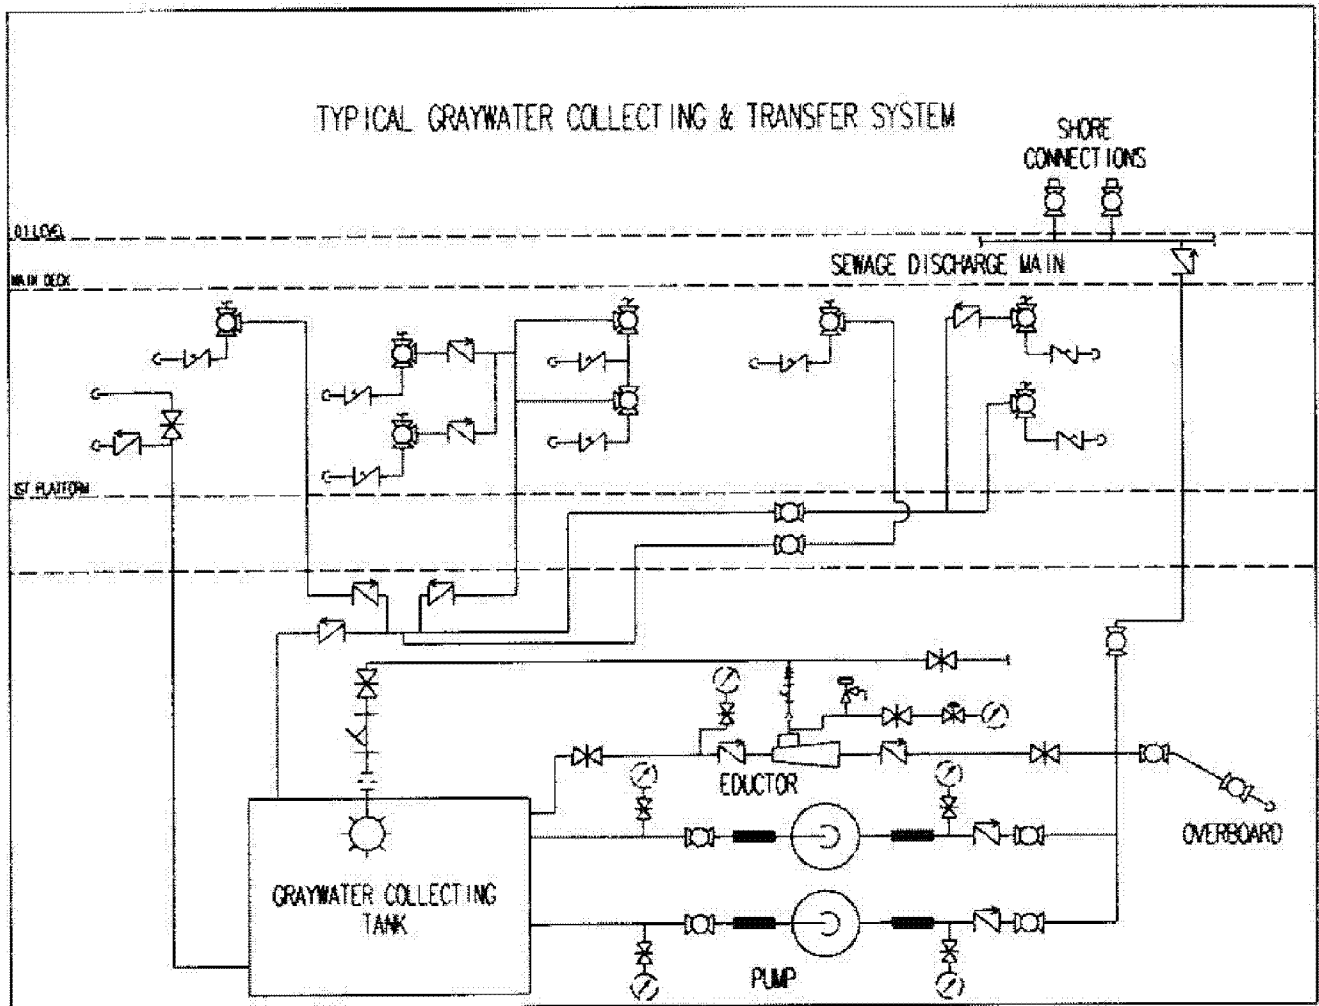 TYPICAL GRAYWATER COLLECTING & TRANSFER SYSTEM
SHORE
CONNECTIONS
01 LEVEL
SEWAGE DISCHARGE MAIN
MAIN DECK
1ST PLATFORM
EDUCTOR
OVERBOARD
GRAYWATER COLLECTING
TANK
PUMP